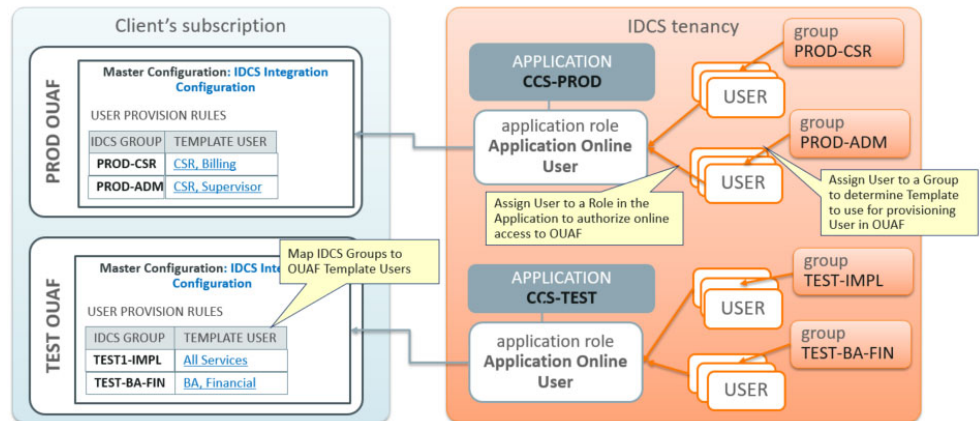 Client's subscription
PROD OUAF
Master Configuration: IDCS Integration
Configuration
USER PROVISION RULES
IDCS GROUP TEMPLATE USER
PROD-CSR CSR, Billing
PROD-ADM CSR, Supervisor
TEST OUAF
Master Configuration: IDCS Inte
Configuration
Map IDCS Groups to
OUAF Template Users
USER PROVISION RULES
IDCS GROUP TEMPLATE USER
TEST1-IMPL All Services
TEST-BA-FIN BA, Financial
IDCS tenancy
APPLICATION
CCS-PROD
application role
Application Online
User
USER
group
PROD-CSR
USER
group
PROD-ADM
Assign User to a Role in the
Application to authorize online
access to OUAF
Assign User to a Group
to determine Template
to use for provisioning
User in OUAF
APPLICATION
CCS-TEST
application role
Application Online
User
USER
group
TEST-IMPL
USER
group
TEST-BA-FIN